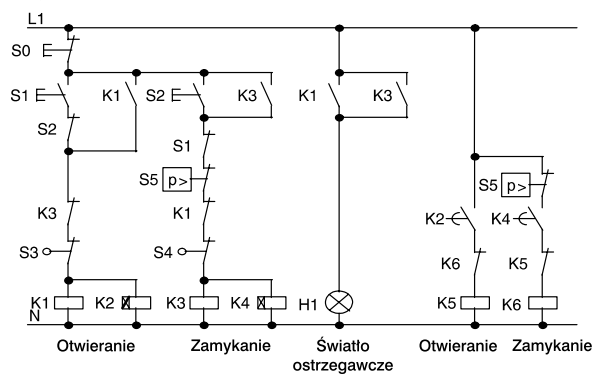 L1
S0
S1 K1 S2 K3 K1 K3
S2
S1
S5 p> S5 p>
K3 K1 K2 K4
S3 S4 K6 K5
K1 K2 K3 K4 H1 K5 K6
N
Otwieranie Zamykanie Światło Otwieranie Zamykanie
ostrzegawcze